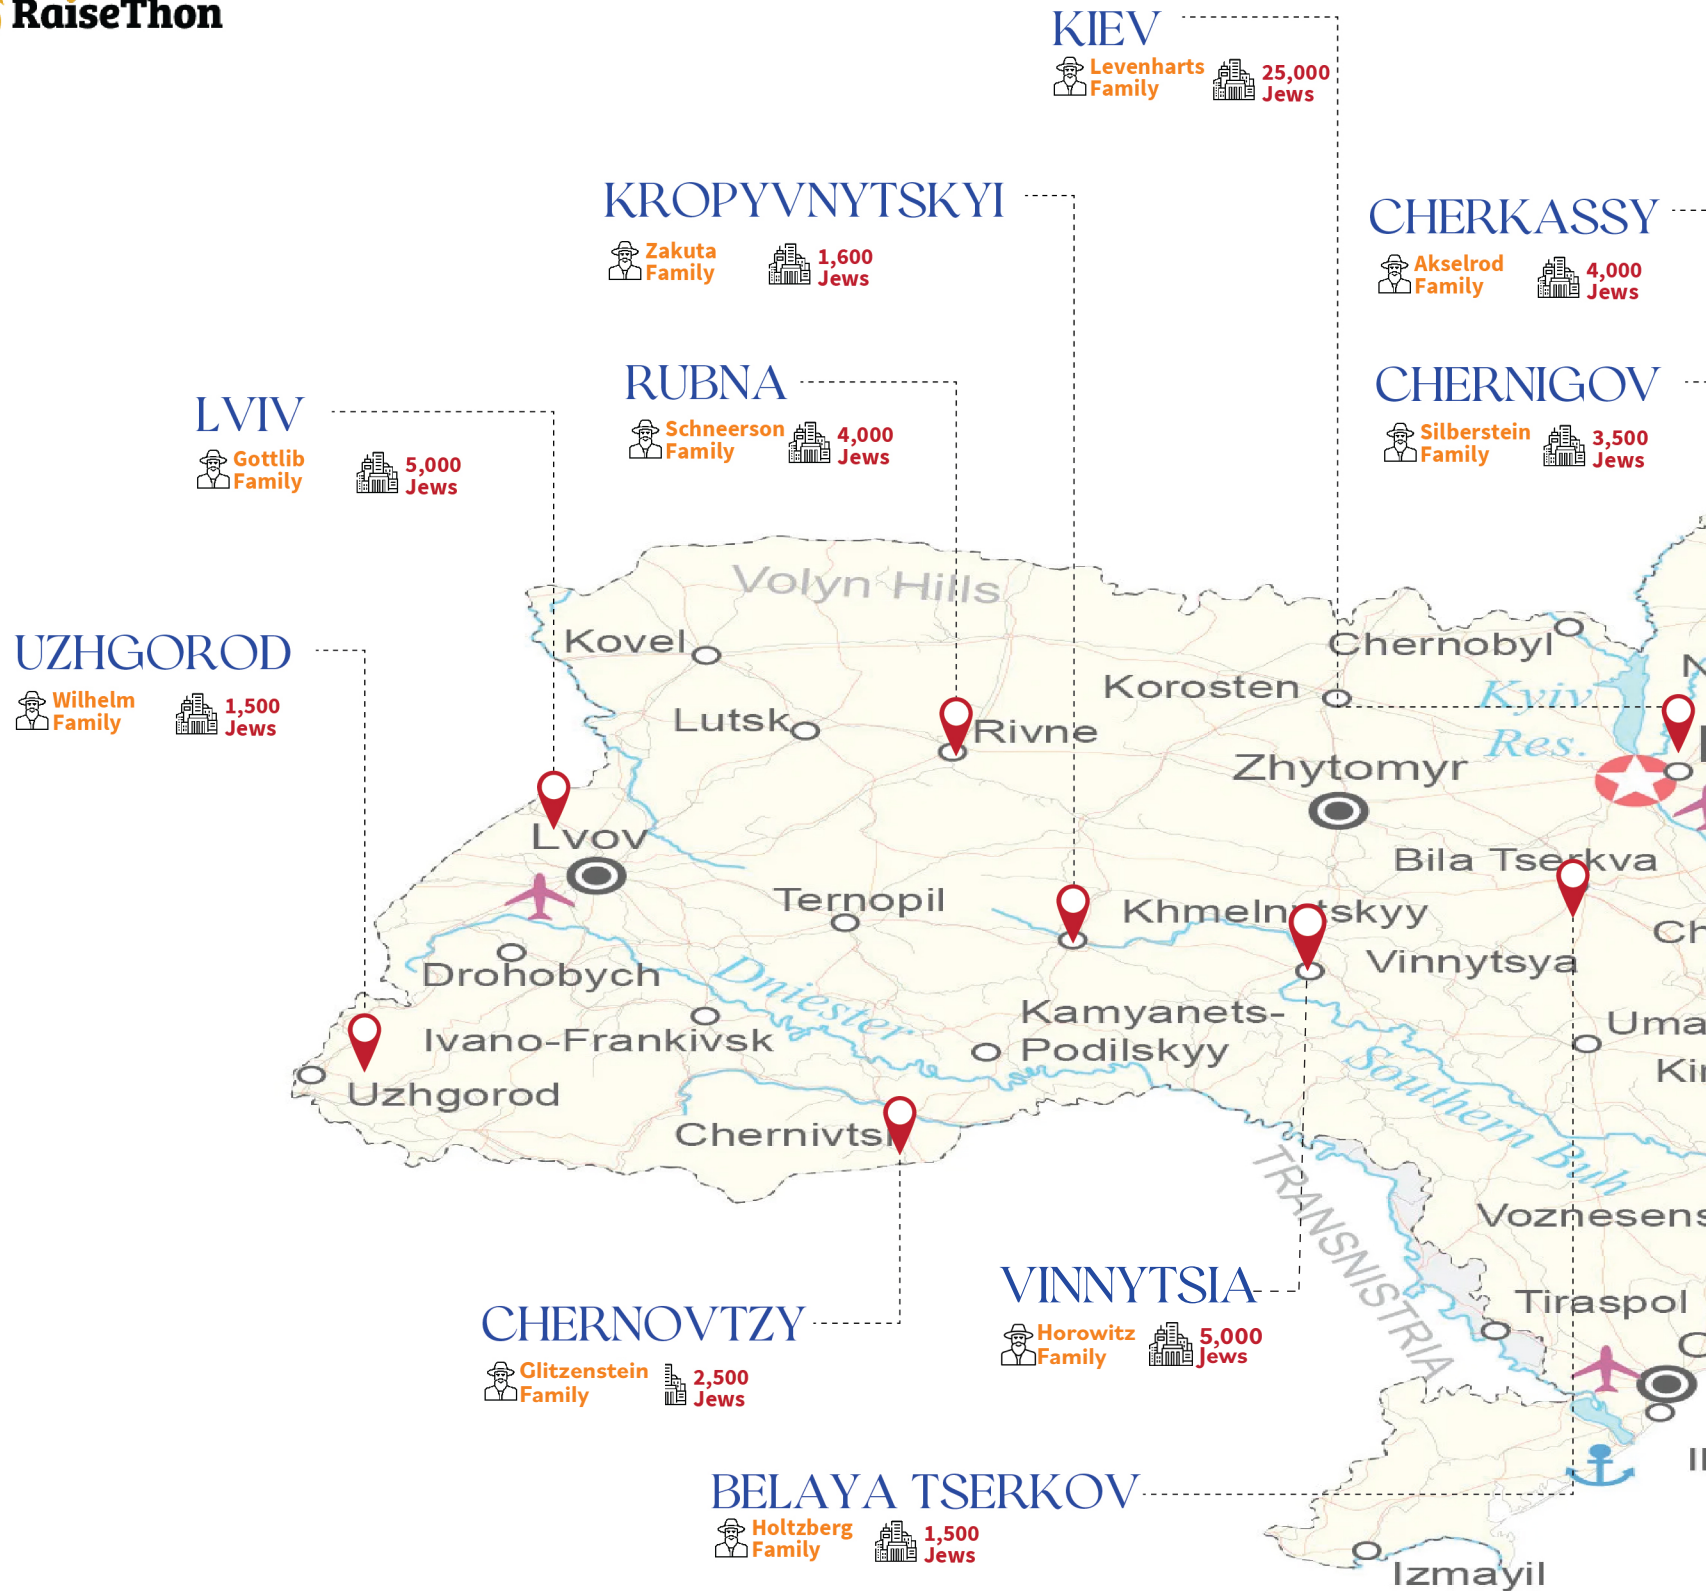 RaiseThon
KIEV
Levenharts
Family
25,000
Jews
KROPYVNYTSKYI
Zakuta
Family
1,600
Jews
CHERKASSY
Akselrod
Family
4,000
Jews
RUBNA
Schneerson
Family
4,000
Jews
CHERNIGOV
Silberstein
Family
3,500
Jews
LVIV
Gottlib
Family
5,000
Jews
UZHGOROD
Wilhelm
Family
1,500
Jews
Volyn Hills
Kovel
Chernobyl
Korosten
Kyiv
Res.
Lutsk
Rivne
Zhytomyr
Lvov
Bila Tserkva
Ternopil
Khmelnytskyy
Vinnytsya
Drohobych
Dniester
Ivano-Frankivsk
Kamyanets-
Podilskyy
Uzhgorod
Southern Buh
Chernivtsi
TRANSNISTRIA
Tiraspol
CHERNOVTZY
Glitzenstein
Family
2,500
Jews
VINNYTSIA
Horowitz
Family
5,000
Jews
BELAYA TSERKOV
Holtzberg
Family
1,500
Jews
Izmayil